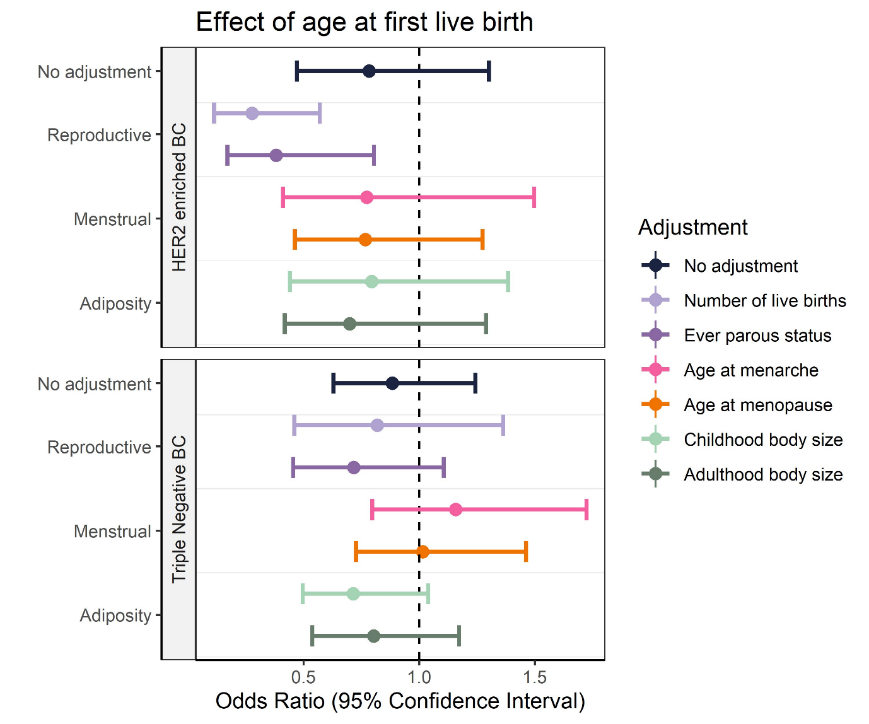 Effect of age at first live birth
HER2 enriched BC
No adjustment
Reproductive
Menstrual
Adiposity
Triple Negative BC
No adjustment
Reproductive
Menstrual
Adiposity
0.5 1.0 1.5
Odds Ratio (95% Confidence Interval)
Adjustment
No adjustment
Number of live births
Ever parous status
Age at menarche
Age at menopause
Childhood body size
Adulthood body size